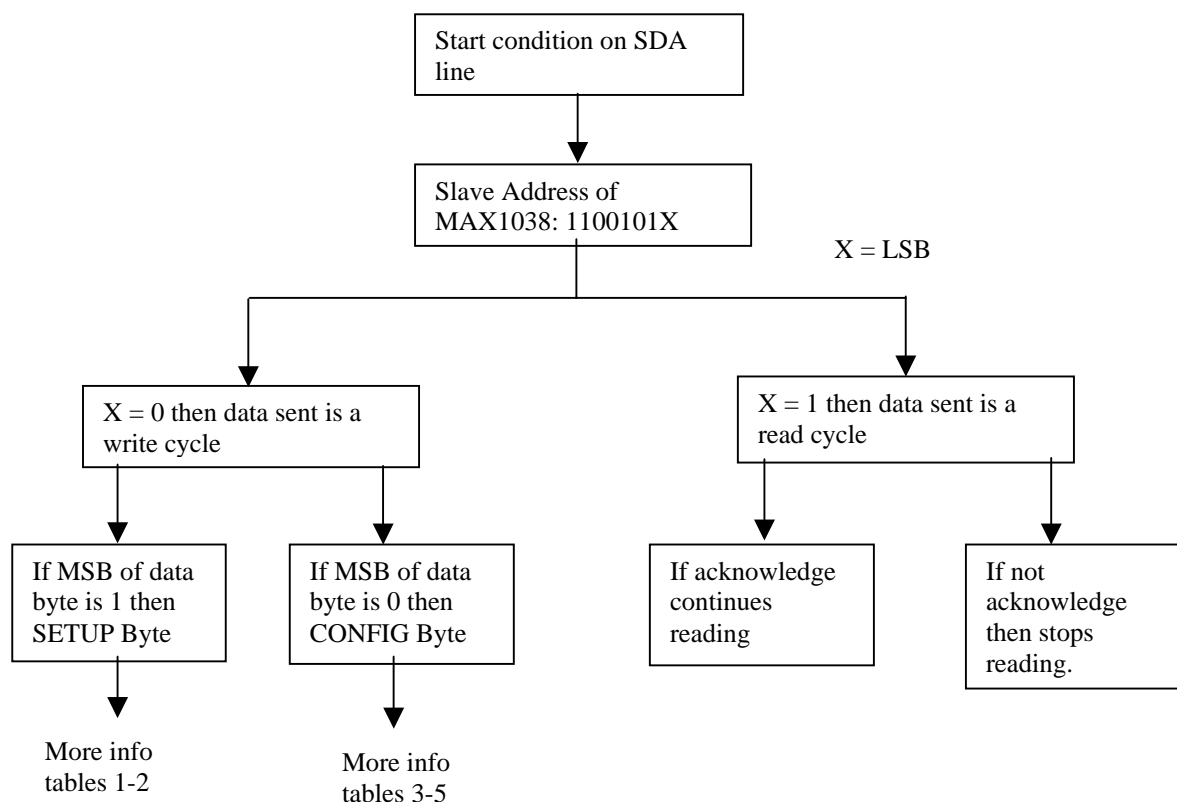 Start condition on SDA
line
Slave Address of
MAX1038: 1100101X
X = LSB
X = 0 then data sent is a
write cycle
X = 1 then data sent is a
read cycle
If MSB of data
byte is 1 then
SETUP Byte
If MSB of data
byte is 0 then
CONFIG Byte
If acknowledge
continues
reading
If not
acknowledge
then stops
reading.
More info
tables 1-2
More info
tables 3-5